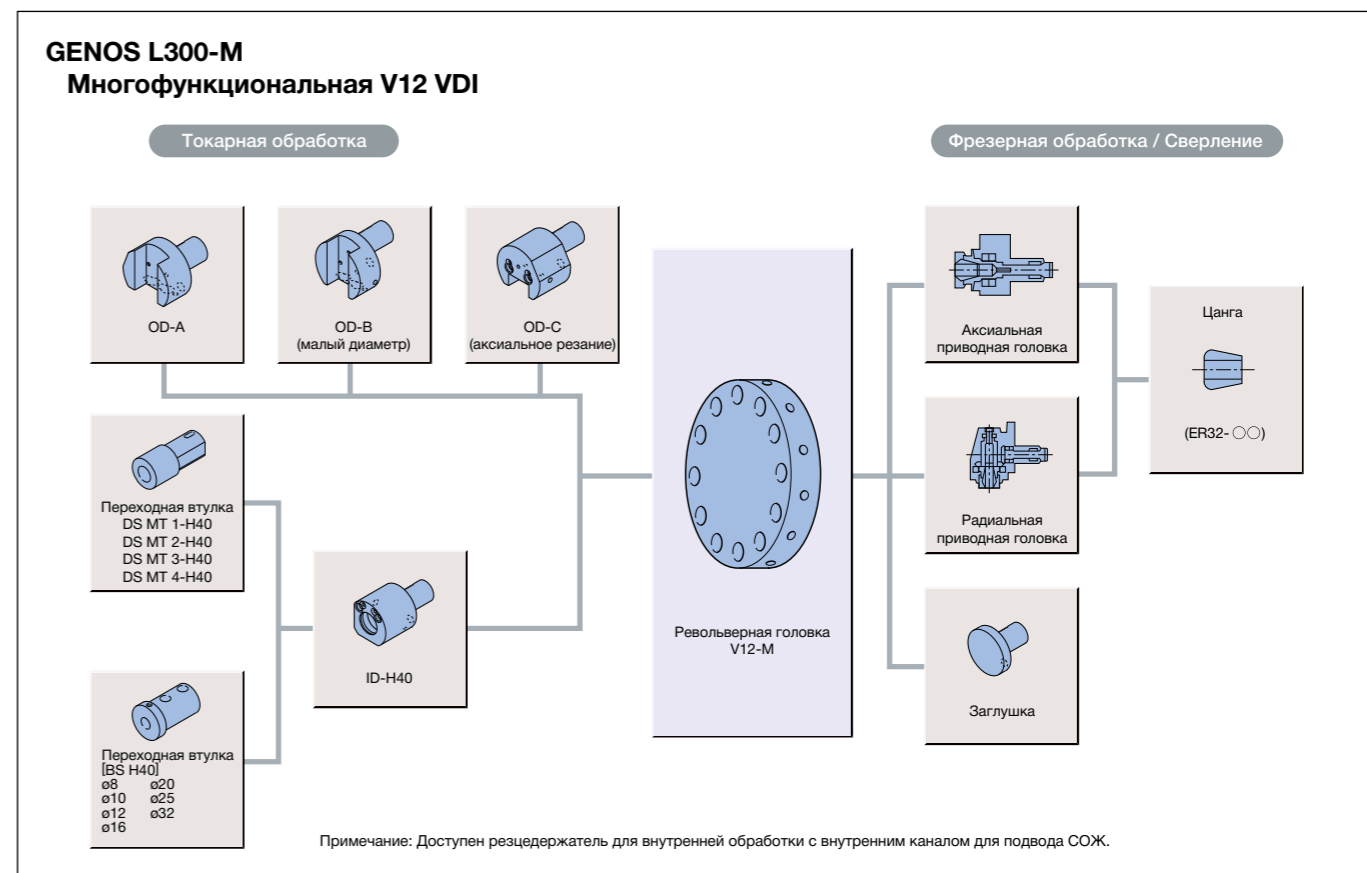 GENOS L300-M
Многофункциональная V12 VDI
Токарная обработка
Фрезерная обработка / Сверление
OD-A
OD-B
(малый диаметр)
OD-C
(аксиальное резание)
Переходная втулка
DS MT 1-H40
DS MT 2-H40
DS MT 3-H40
DS MT 4-H40
ID-H40
Переходная втулка
[BS H40]
ø8 ø20
ø10 ø25
ø12 ø32
ø16
Револьверная головка
V12-M
Аксиальная
приводная головка
Радиальная
приводная головка
Заглушка
Цанга
(ER32- ○○)
Примечание: Доступен резцедержатель для внутренней обработки с внутренним каналом для подвода СОЖ.